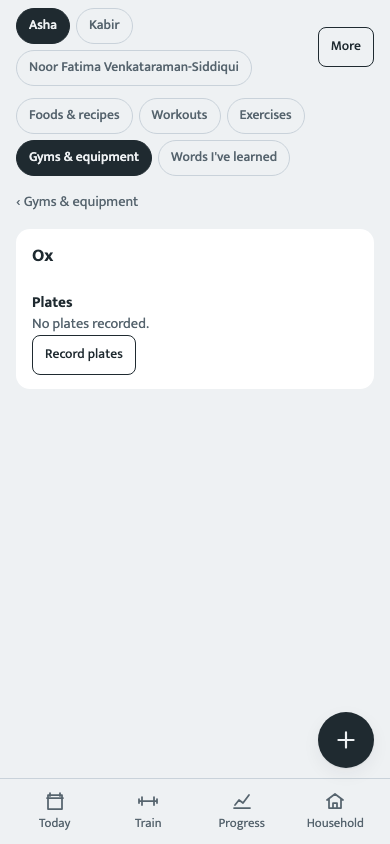 Asha
Kabir
More
Noor Fatima Venkataraman-Siddiqui
Foods & recipes
Workouts
Exercises
Gyms & equipment
Words I've learned
‹ Gyms & equipment
Ox
Plates
No plates recorded.
Record plates
Today
Train
Progress
Household